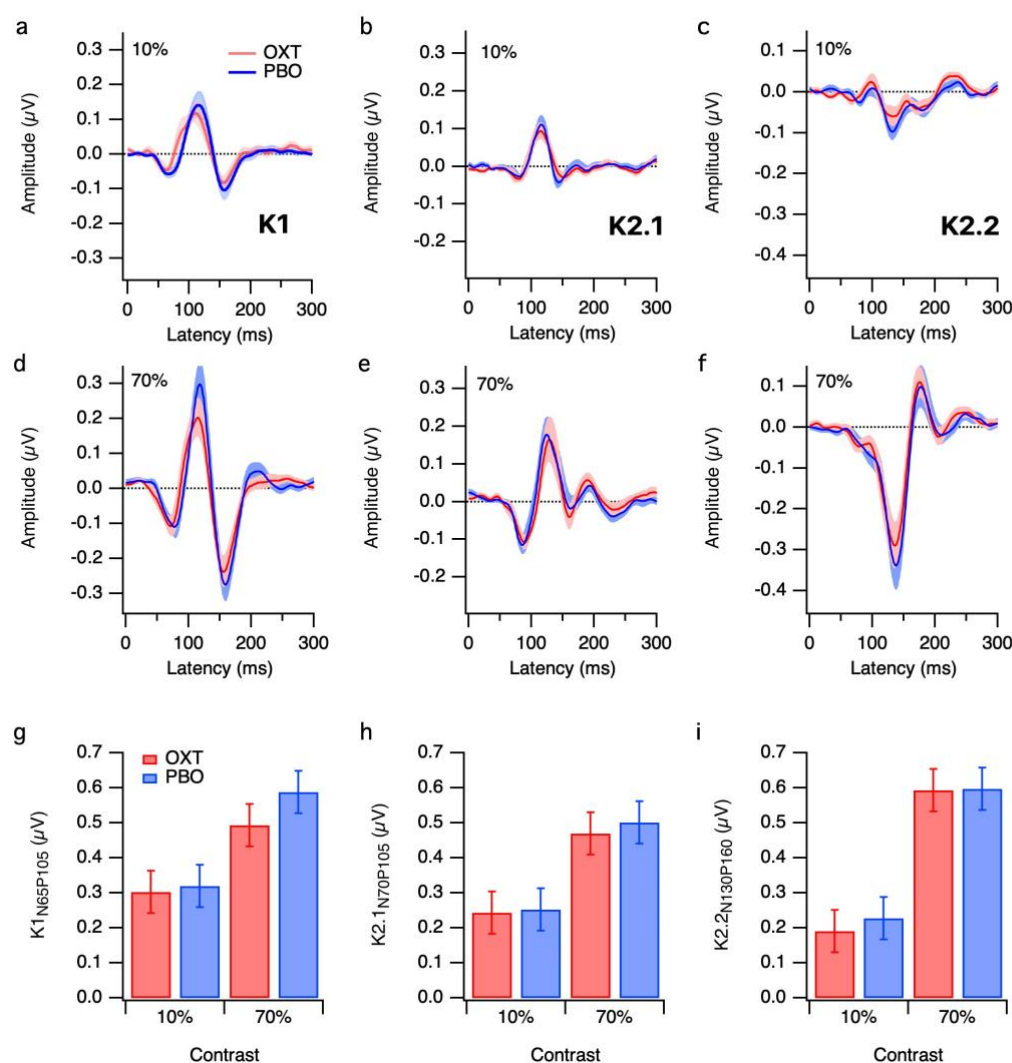 a
b
c
0.3
0.2
0.1
0.0
-0.1
-0.2
-0.3
10%
OXT
PBO
K1
Amplitude (µV)
0 100 200 300
Latency (ms)
0.3
0.2
0.1
0.0
-0.1
-0.2
10%
K2.1
Amplitude (µV)
0 100 200 300
Latency (ms)
0.1
0.0
-0.1
-0.2
-0.3
-0.4
10%
K2.2
Amplitude (µV)
0 100 200 300
Latency (ms)
d
e
f
0.3
0.2
0.1
0.0
-0.1
-0.2
-0.3
70%
Amplitude (µV)
0 100 200 300
Latency (ms)
0.3
0.2
0.1
0.0
-0.1
-0.2
70%
Amplitude (µV)
0 100 200 300
Latency (ms)
0.1
0.0
-0.1
-0.2
-0.3
-0.4
70%
Amplitude (µV)
0 100 200 300
Latency (ms)
g
h
i
0.7
0.6
0.5
0.4
0.3
0.2
0.1
0.0
OXT
PBO
K1N65P105 (µV)
10% 70%
Contrast
0.7
0.6
0.5
0.4
0.3
0.2
0.1
0.0
K2.1N70P105 (µV)
10% 70%
Contrast
0.7
0.6
0.5
0.4
0.3
0.2
0.1
0.0
K2.2N130P160 (µV)
10% 70%
Contrast